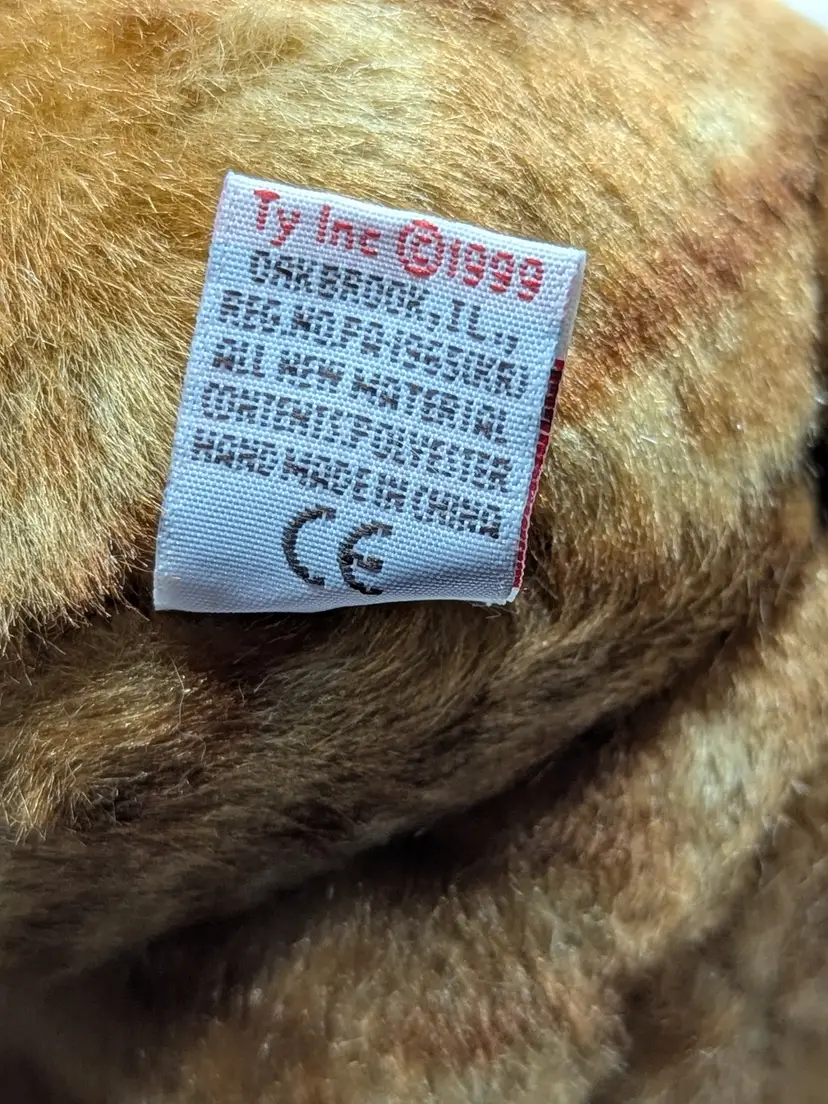 Ty Inc ©1999
OAKBROOK, IL.,
REG.NO PA 1965(KR)
ALL NEW MATERIAL
CONTENTS:POLYESTER
HAND MADE IN CHINA
CE